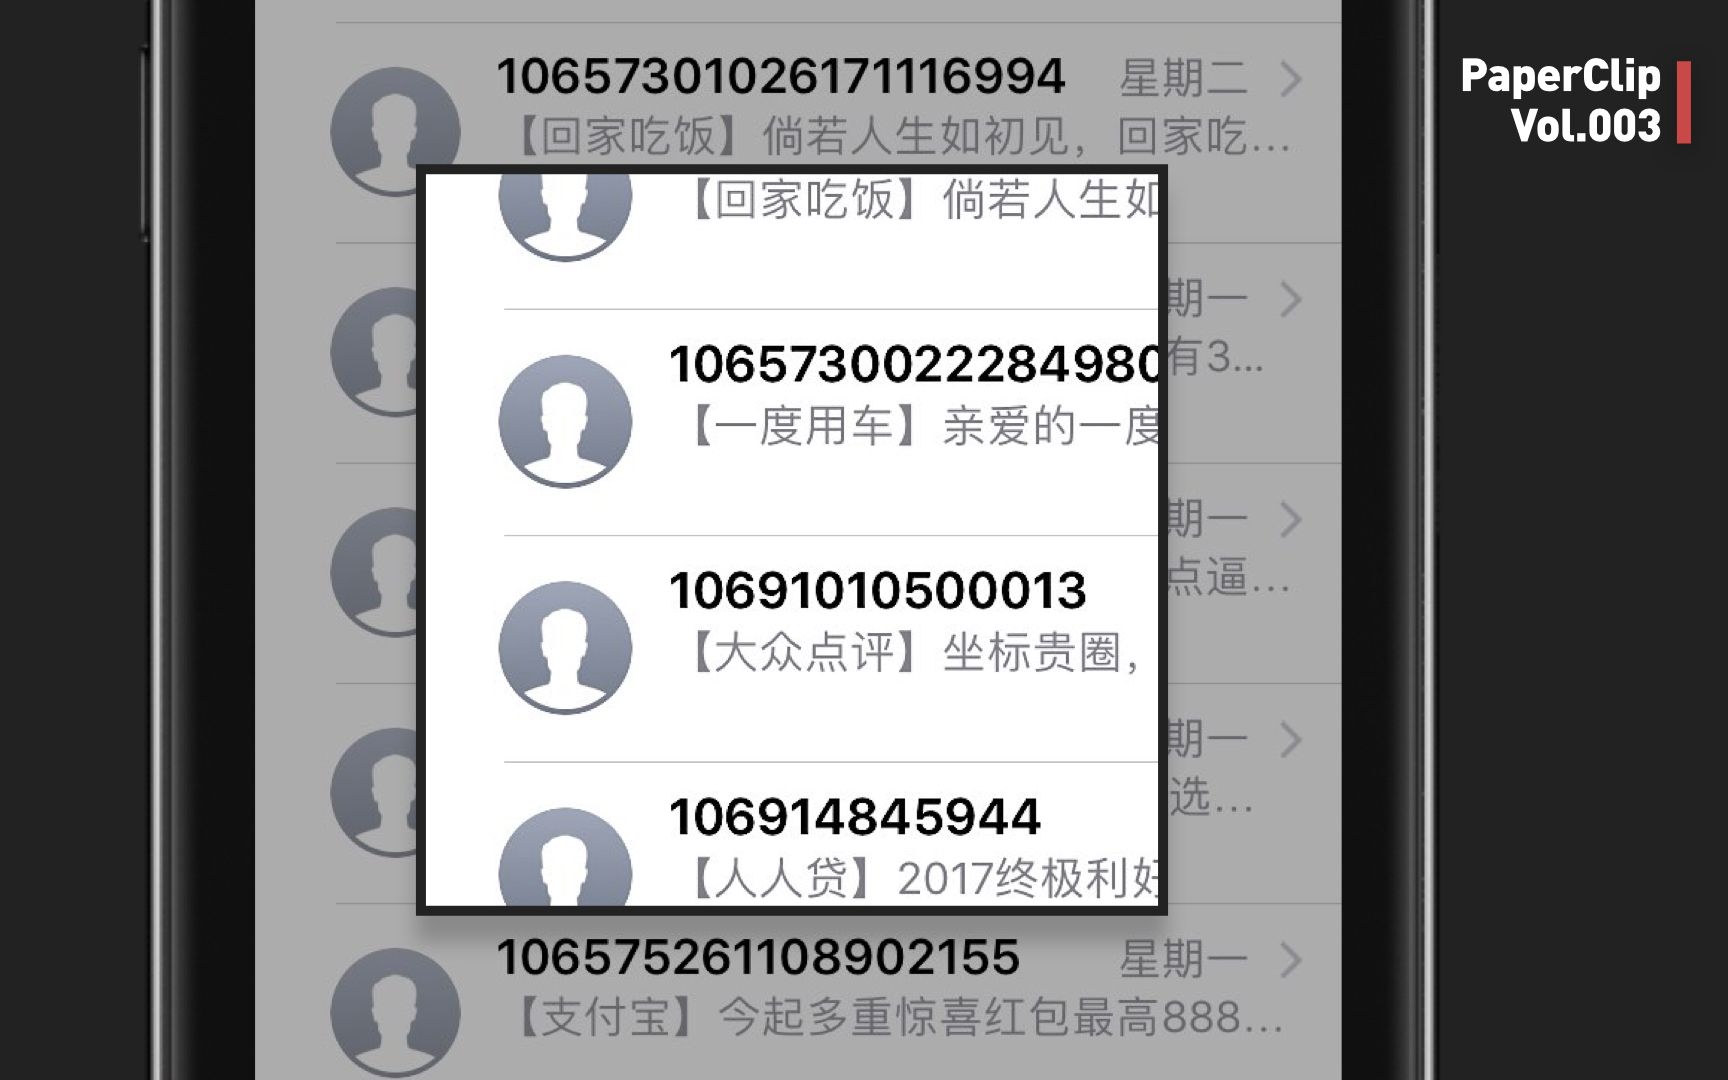 PaperClip
Vol.003
10657301026171116994 星期二
【回家吃饭】倘若人生如初见，回家吃...
【回家吃饭】倘若人生如
期一
1065730022284980
有3...
【一度用车】亲爱的一度
期一
10691010500013
点逼...
【大众点评】坐标贵圈，
期一
106914845944
选...
【人人贷】2017终极利好
106575261108902155 星期一
【支付宝】今起多重惊喜红包最高888...